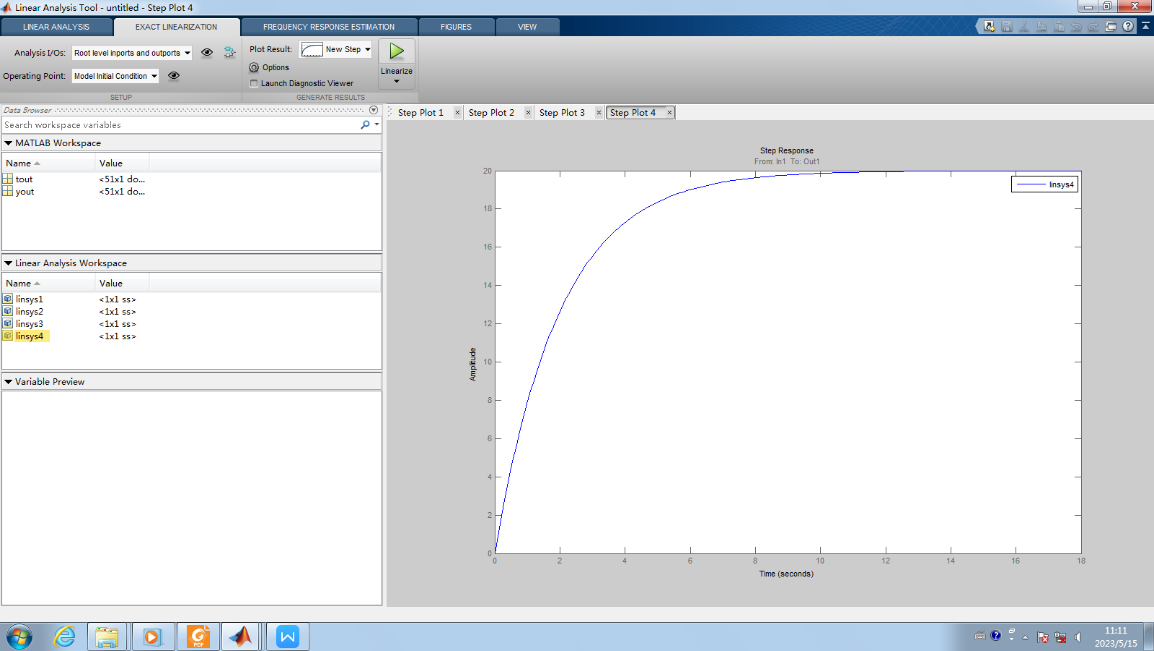 Linear Analysis Tool - untitled - Step Plot 4
LINEAR ANALYSIS
EXACT LINEARIZATION
FREQUENCY RESPONSE ESTIMATION
FIGURES
VIEW
Analysis I/Os: Root level inports and outports
Operating Point: Model Initial Condition
SETUP
Plot Result: New Step
Options
Launch Diagnostic Viewer
Linearize
GENERATE RESULTS
Data Browser
Search workspace variables
MATLAB Workspace
Name Value
tout <51x1 do...
yout <51x1 do...
Linear Analysis Workspace
Name Value
linsys1 <1x1 ss>
linsys2 <1x1 ss>
linsys3 <1x1 ss>
linsys4 <1x1 ss>
Variable Preview
Step Plot 1 × Step Plot 2 × Step Plot 3 × Step Plot 4 ×
Step Response
From: In1 To: Out1
linsys4
20
18
16
14
12
10
8
6
4
2
0
Amplitude
0 2 4 6 8 10 12 14 16 18
Time (seconds)
PDF
W
11:11
2023/5/15